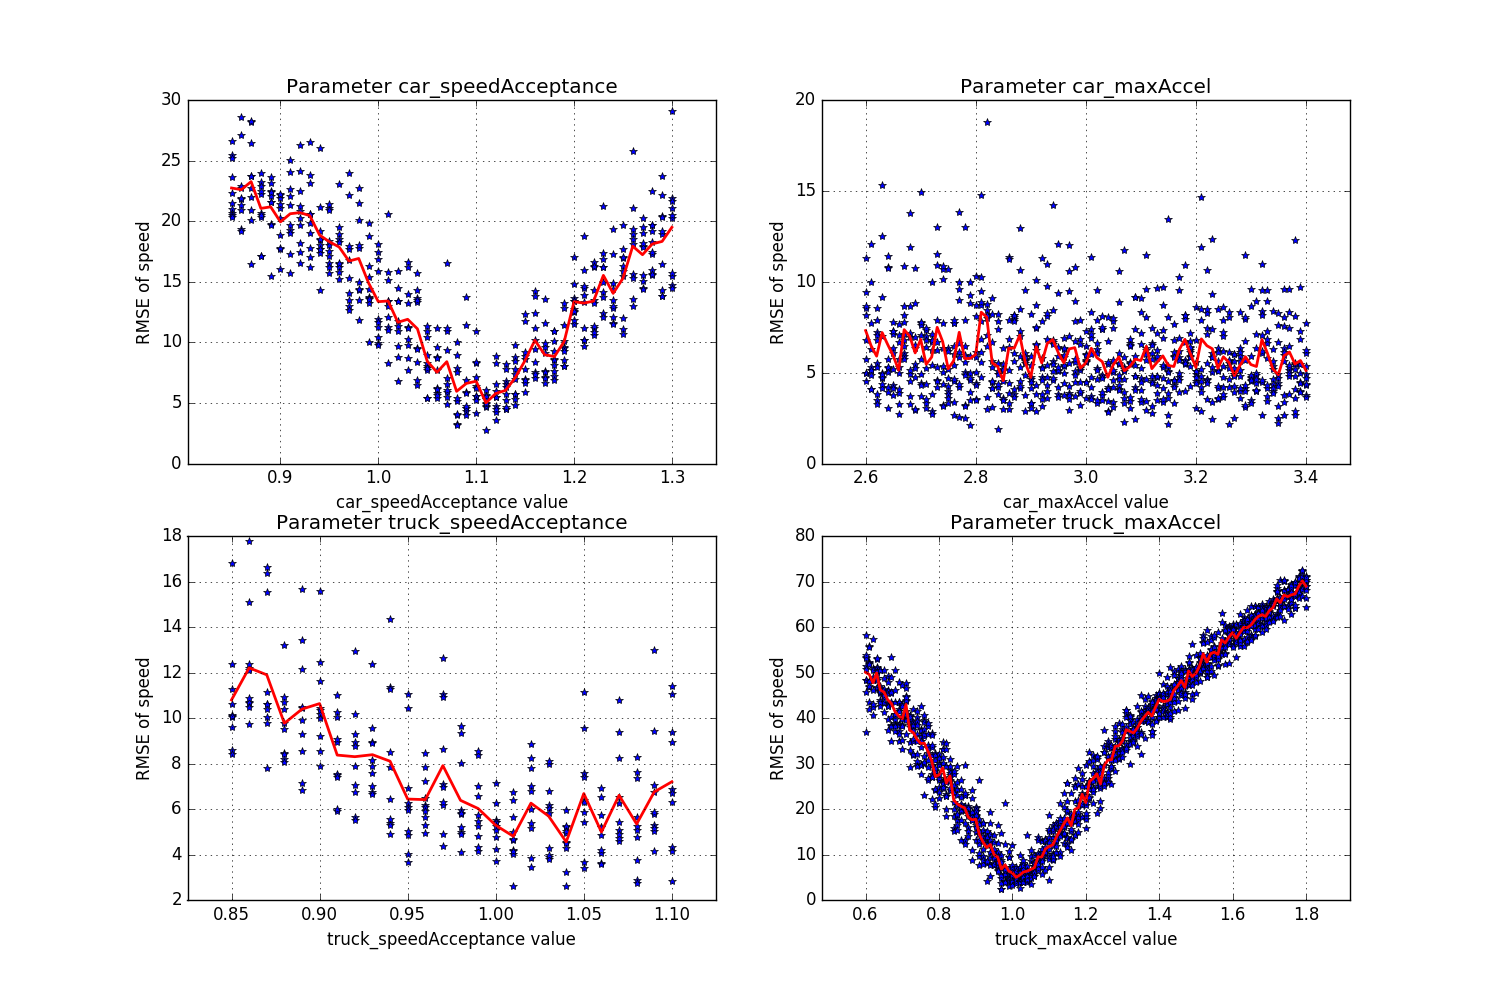 Parameter car_speedAcceptance
RMSE of speed
30
25
20
15
10
5
0
0.9 1.0 1.1 1.2 1.3
car_speedAcceptance value
Parameter car_maxAccel
RMSE of speed
20
15
10
5
0
2.6 2.8 3.0 3.2 3.4
car_maxAccel value
Parameter truck_speedAcceptance
RMSE of speed
18
16
14
12
10
8
6
4
2
0.85 0.90 0.95 1.00 1.05 1.10
truck_speedAcceptance value
Parameter truck_maxAccel
RMSE of speed
80
70
60
50
40
30
20
10
0
0.6 0.8 1.0 1.2 1.4 1.6 1.8
truck_maxAccel value